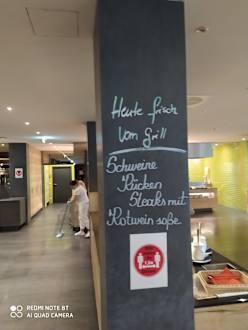 Heute frisch
vom Grill
Schweine
Rücken
Steaks mit
Rotwein soße
REDMI NOTE 8T
AI QUAD CAMERA